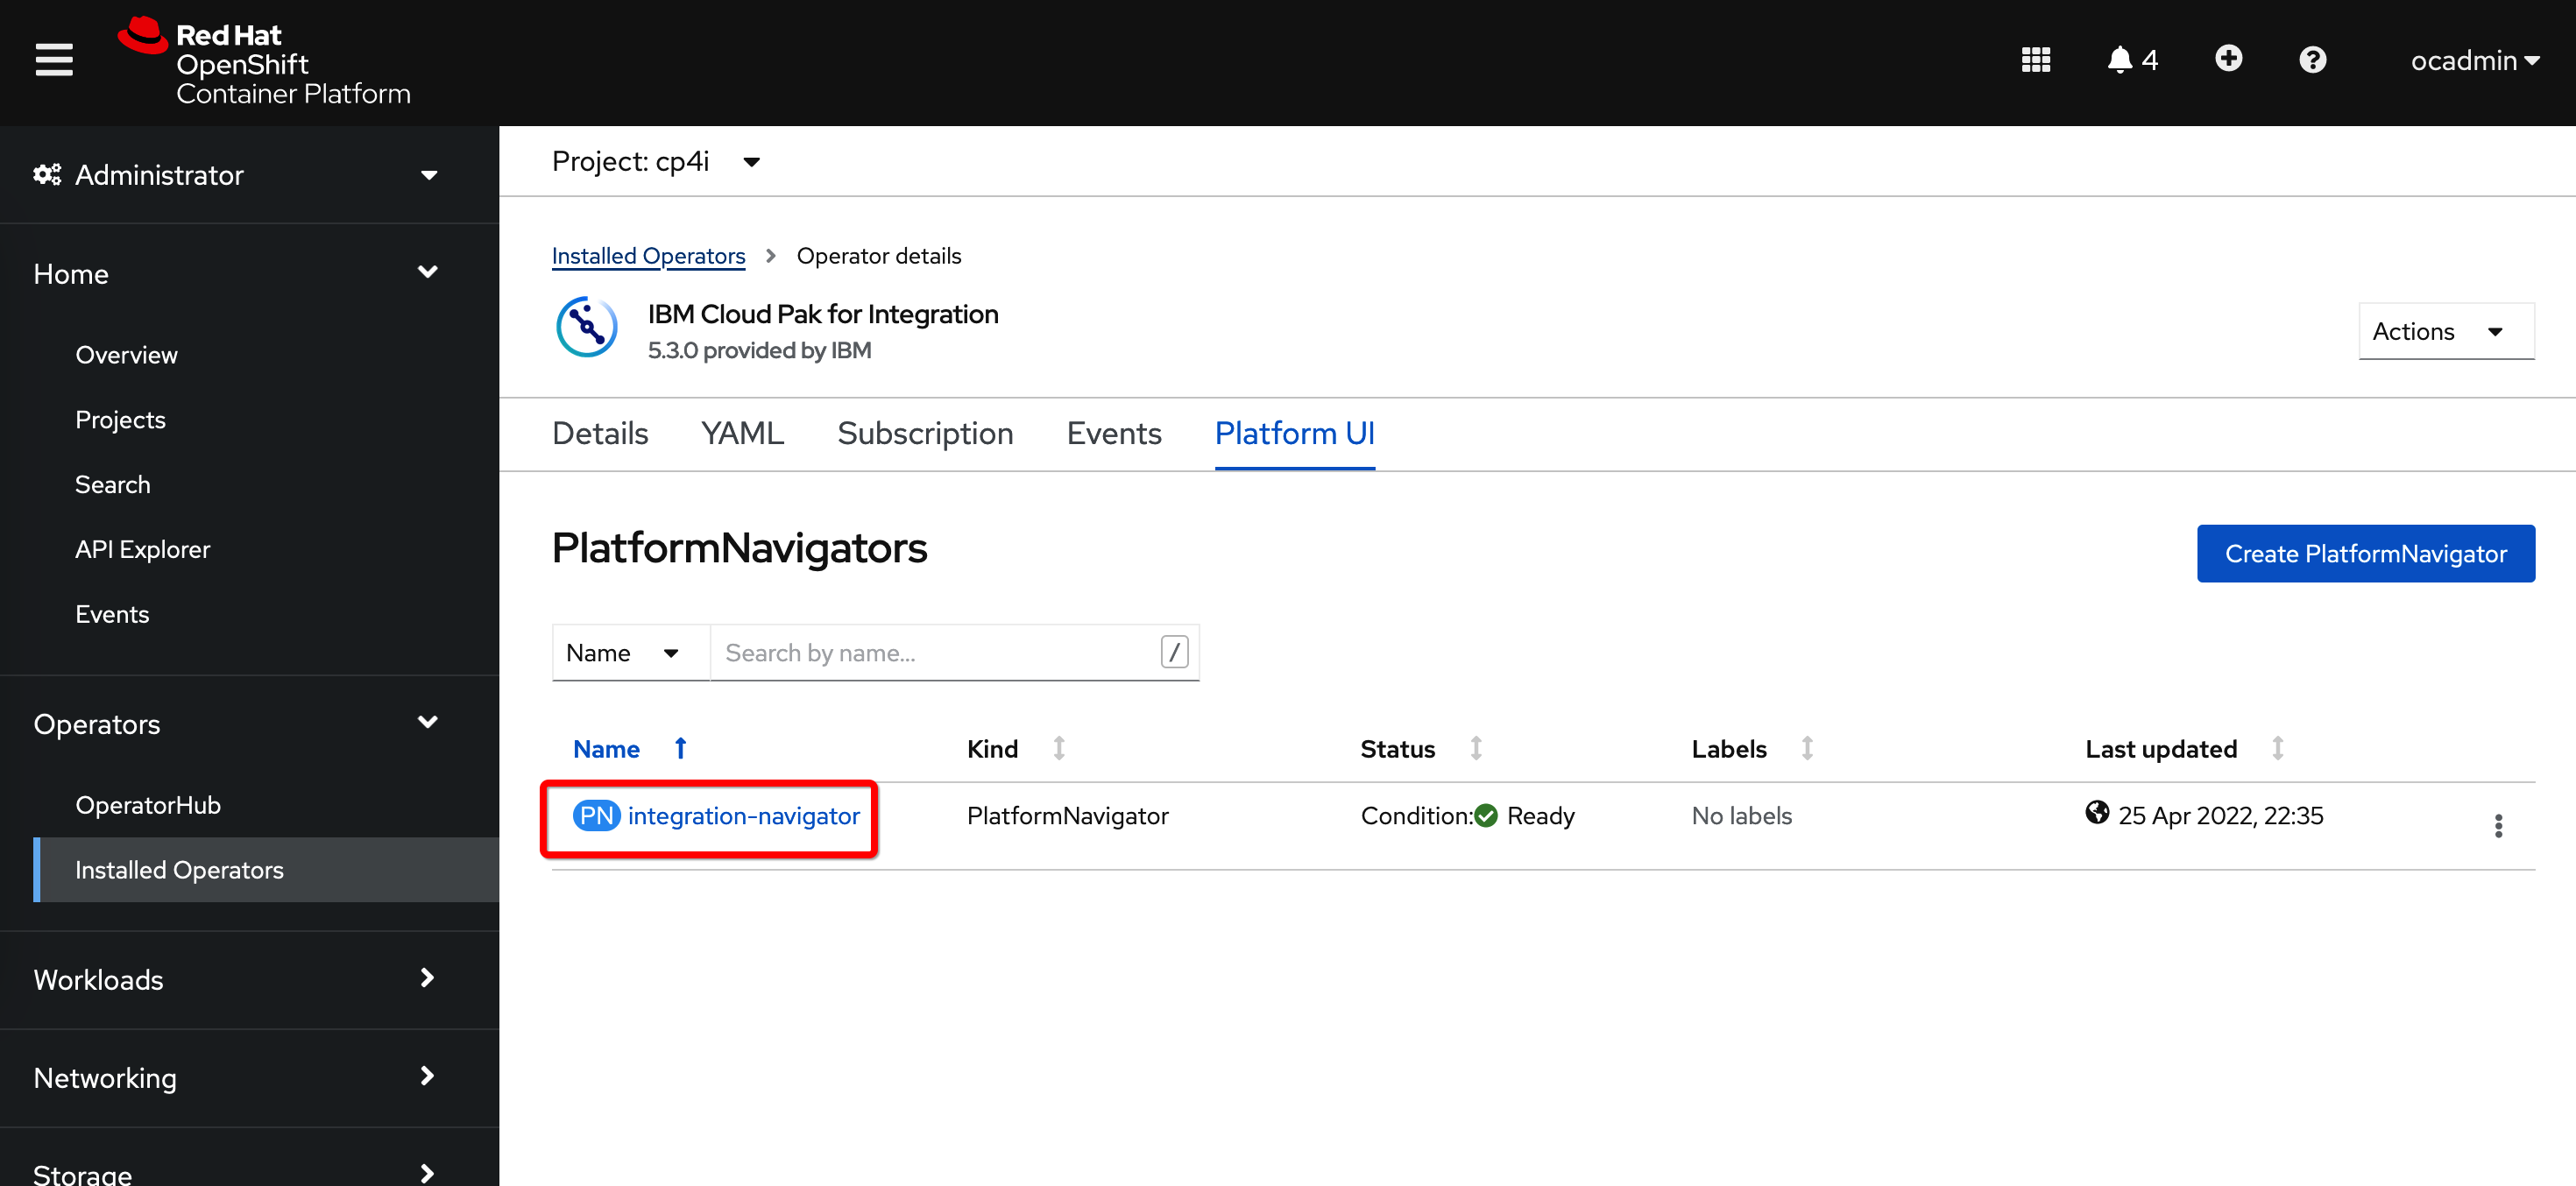 Red Hat
OpenShift
Container Platform
4
ocadmin
Administrator
Home
Overview
Projects
Search
API Explorer
Events
Operators
OperatorHub
Installed Operators
Workloads
Networking
Storage
Project: cp4i
Installed Operators > Operator details
IBM Cloud Pak for Integration
5.3.0 provided by IBM
Actions
Details YAML Subscription Events Platform UI
PlatformNavigators
Create PlatformNavigator
Name Search by name... /
Name Kind Status Labels Last updated
PN integration-navigator PlatformNavigator Condition: Ready No labels 25 Apr 2022, 22:35